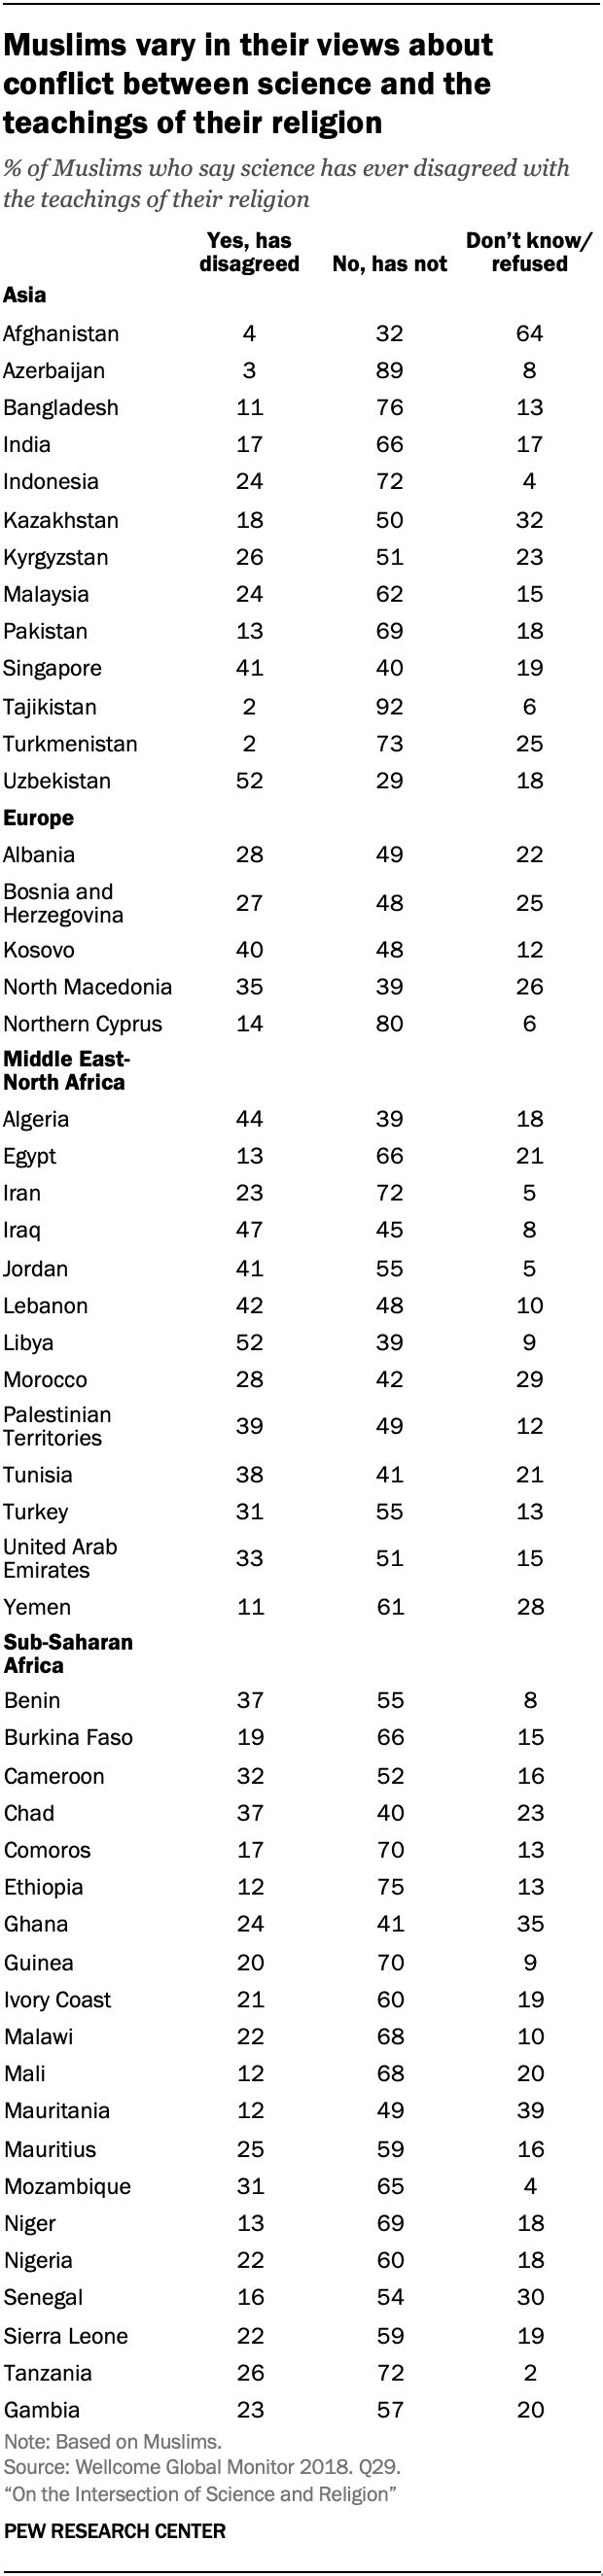 Muslims vary in their views about
conflict between science and the
teachings of their religion
% of Muslims who say science has ever disagreed with
the teachings of their religion
Yes, has disagreed No, has not Don't know/ refused
Asia
Afghanistan 4 32 64
Azerbaijan 3 89 8
Bangladesh 11 76 13
India 17 66 17
Indonesia 24 72 4
Kazakhstan 18 50 32
Kyrgyzstan 26 51 23
Malaysia 24 62 15
Pakistan 13 69 18
Singapore 41 40 19
Tajikistan 2 92 6
Turkmenistan 2 73 25
Uzbekistan 52 29 18
Europe
Albania 28 49 22
Bosnia and
Herzegovina 27 48 25
Kosovo 40 48 12
North Macedonia 35 39 26
Northern Cyprus 14 80 6
Middle East-
North Africa
Algeria 44 39 18
Egypt 13 66 21
Iran 23 72 5
Iraq 47 45 8
Jordan 41 55 5
Lebanon 42 48 10
Libya 52 39 9
Morocco 28 42 29
Palestinian
Territories 39 49 12
Tunisia 38 41 21
Turkey 31 55 13
United Arab
Emirates 33 51 15
Yemen 11 61 28
Sub-Saharan
Africa
Benin 37 55 8
Burkina Faso 19 66 15
Cameroon 32 52 16
Chad 37 40 23
Comoros 17 70 13
Ethiopia 12 75 13
Ghana 24 41 35
Guinea 20 70 9
Ivory Coast 21 60 19
Malawi 22 68 10
Mali 12 68 20
Mauritania 12 49 39
Mauritius 25 59 16
Mozambique 31 65 4
Niger 13 69 18
Nigeria 22 60 18
Senegal 16 54 30
Sierra Leone 22 59 19
Tanzania 26 72 2
Gambia 23 57 20
Note: Based on Muslims.
Source: Wellcome Global Monitor 2018. Q29.
“On the Intersection of Science and Religion”
PEW RESEARCH CENTER